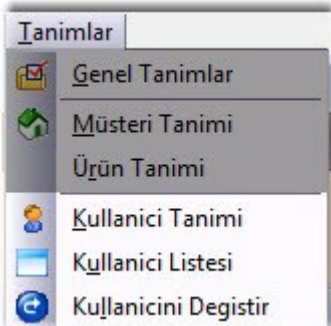 Tanimlar
Genel Tanimlar
Müsteri Tanimi
Ürün Tanimi
Kullanici Tanimi
Kullanici Listesi
Kullanicini Degistir